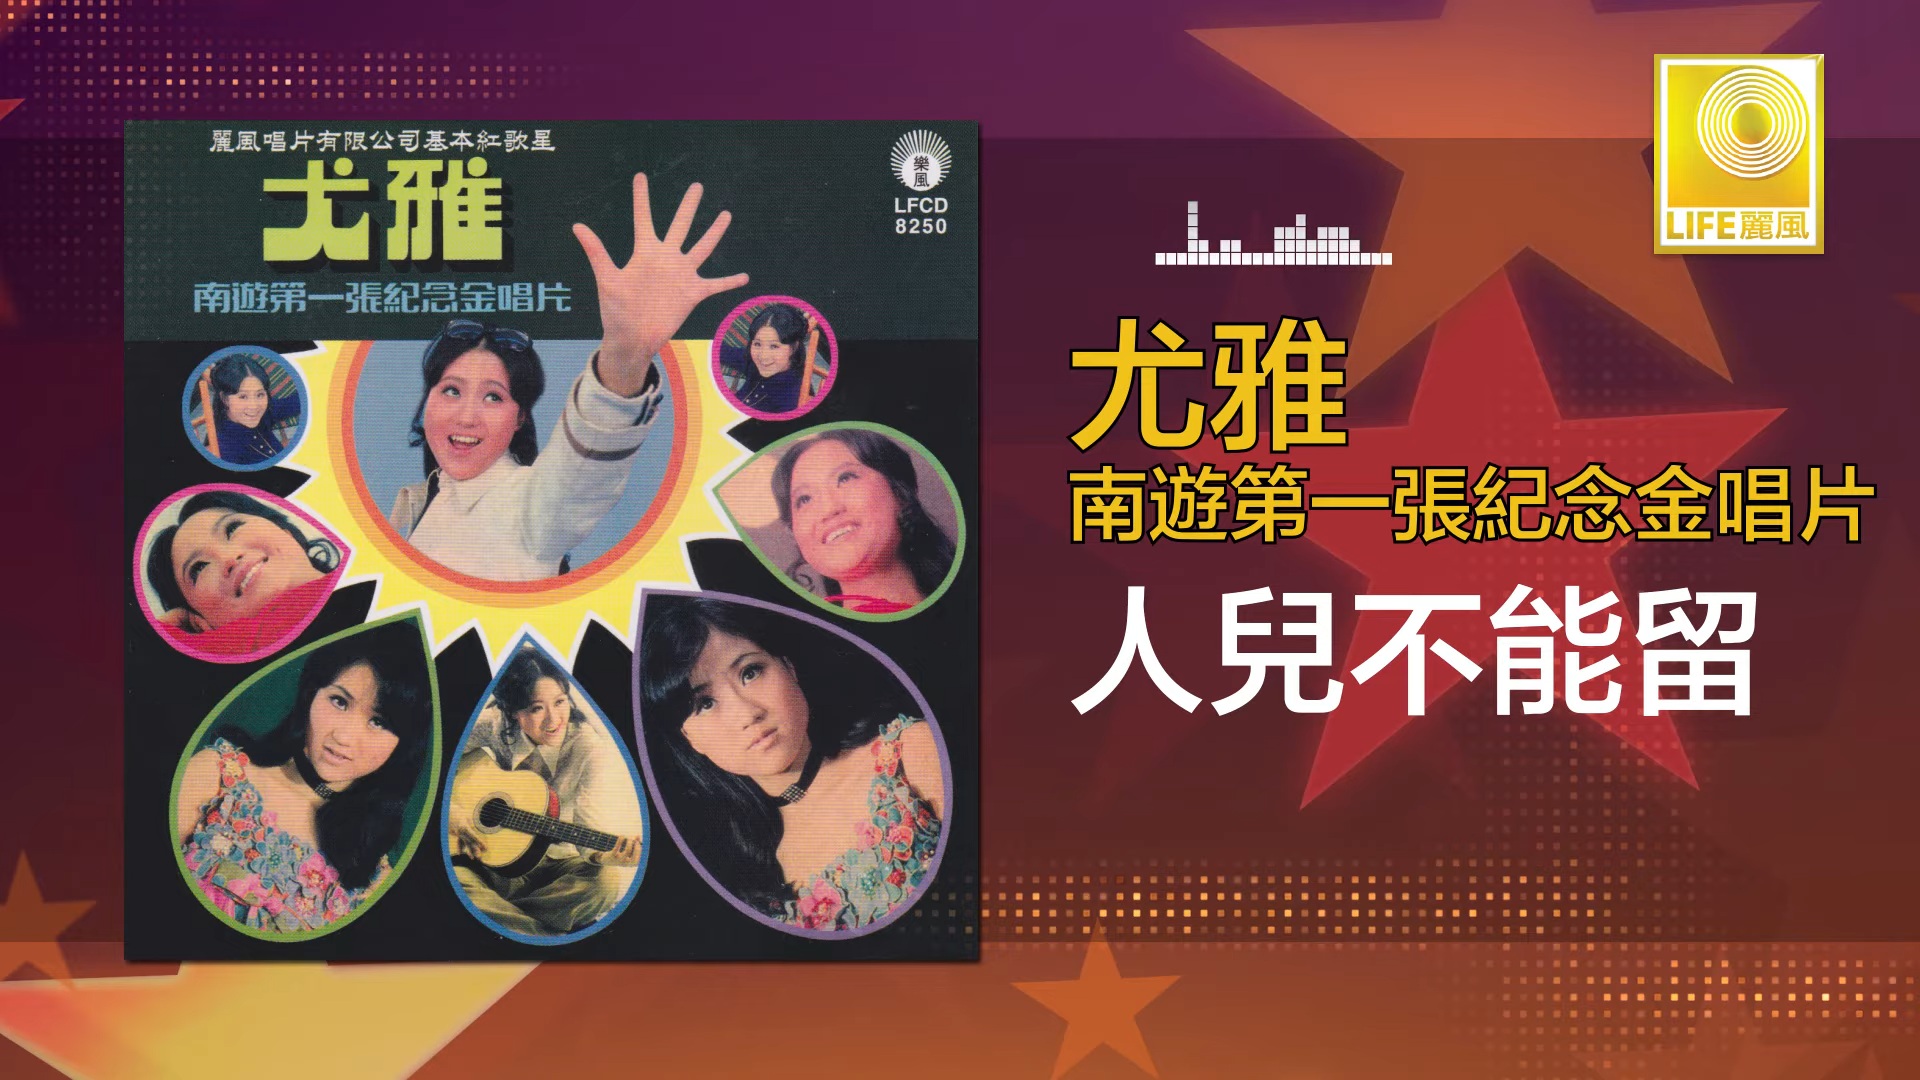 麗風唱片有限公司基本紅歌星
尤雅
南遊第一張紀念金唱片
樂風
LFCD
8250
LIFE麗風
尤雅
南遊第一張紀念金唱片
人兒不能留